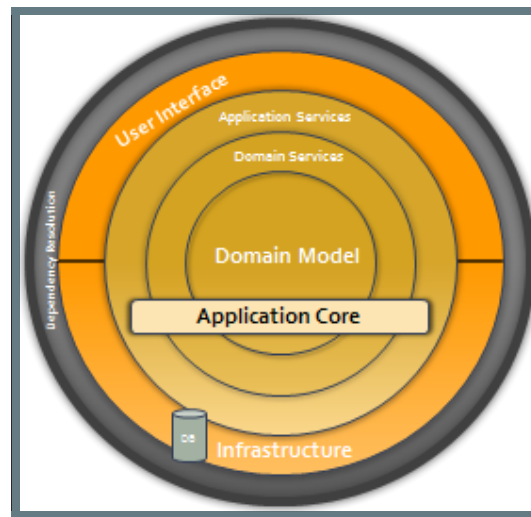 User Interface
Application Services
Domain Services
Dependency Resolution
Domain Model
Application Core
DB
Infrastructure